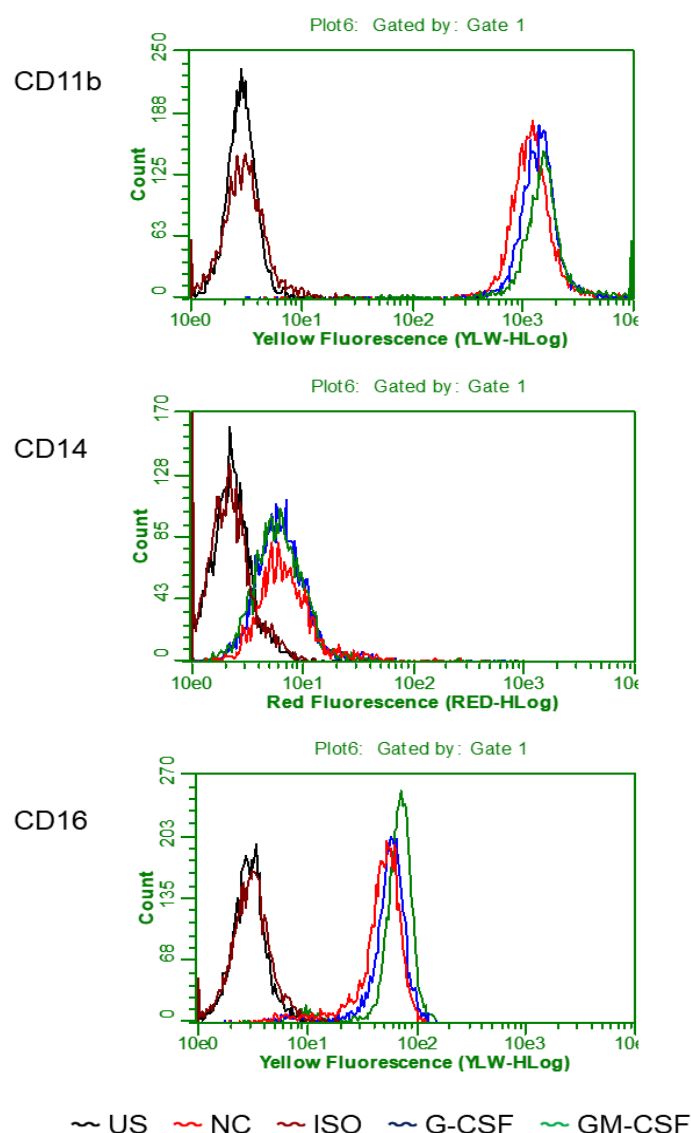 Plot6: Gated by: Gate 1
CD11b
250
188
125
63
0
Count
10e0 10e1 10e2 10e3 10e
Yellow Fluorescence (YLW-HLog)
Plot6: Gated by: Gate 1
CD14
170
128
85
43
0
Count
10e0 10e1 10e2 10e3 10e
Red Fluorescence (RED-HLog)
Plot6: Gated by: Gate 1
CD16
270
203
135
68
0
Count
10e0 10e1 10e2 10e3 10e
Yellow Fluorescence (YLW-HLog)
US NC ISO G-CSF GM-CSF